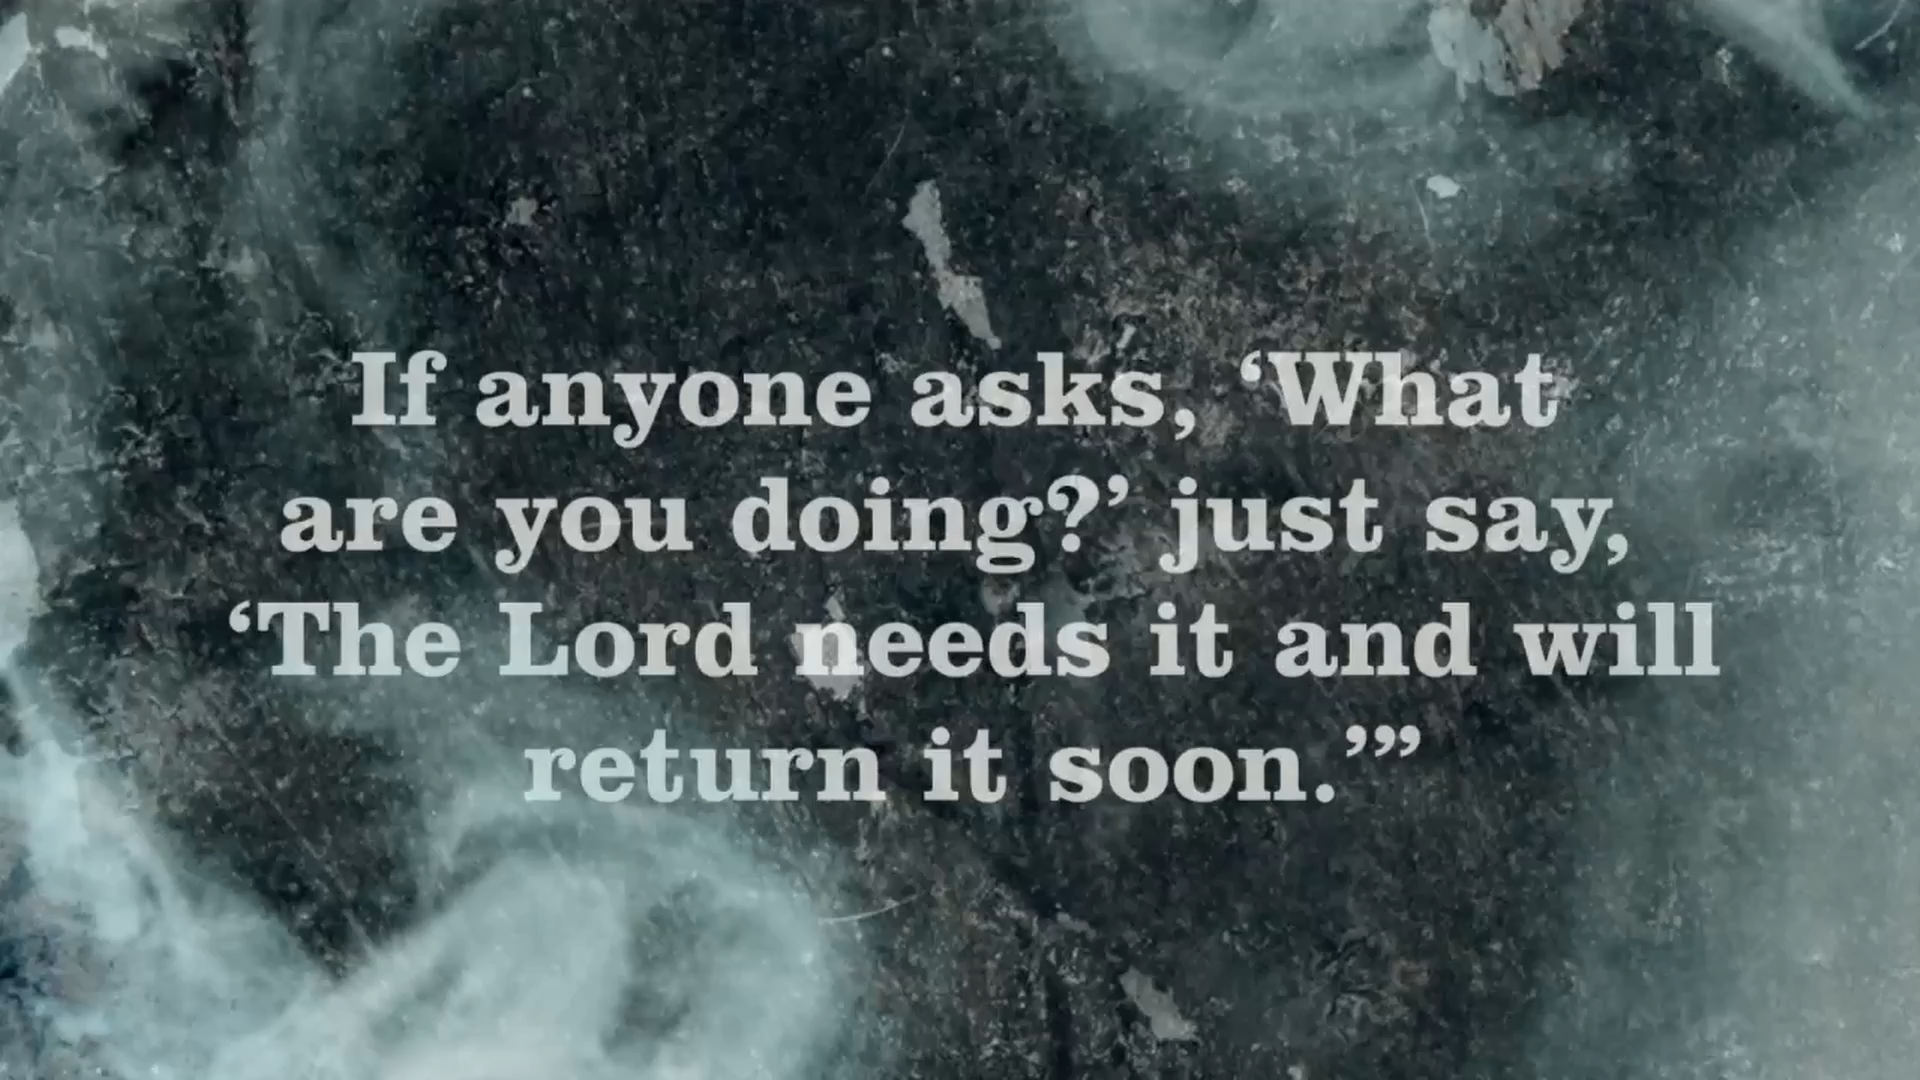 If anyone asks, ‘What
are you doing?’ just say,
‘The Lord needs it and will
return it soon.’”